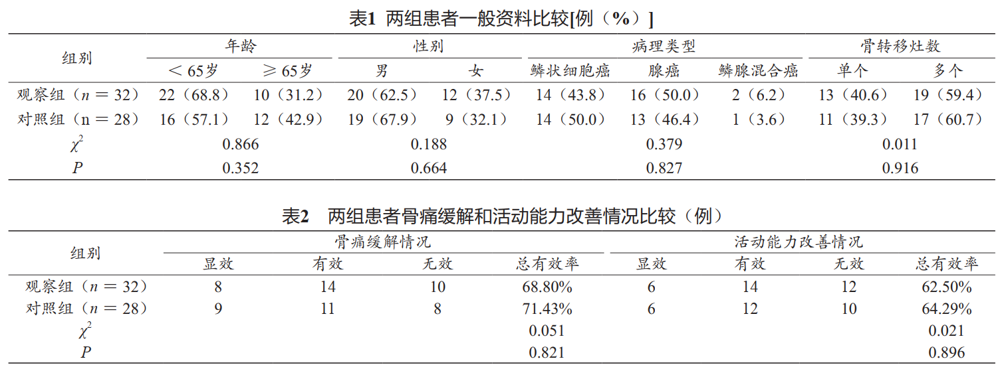 表1 两组患者一般资料比较[例（%）]
组别 年龄 性别 病理类型 骨转移灶数
＜65岁 ≥65岁 男 女 鳞状细胞癌 腺癌 鳞腺混合癌 单个 多个
观察组（n＝32） 22（68.8） 10（31.2） 20（62.5） 12（37.5） 14（43.8） 16（50.0） 2（6.2） 13（40.6） 19（59.4）
对照组（n＝28） 16（57.1） 12（42.9） 19（67.9） 9（32.1） 14（50.0） 13（46.4） 1（3.6） 11（39.3） 17（60.7）
χ² 0.866 0.188 0.379 0.011
P 0.352 0.664 0.827 0.916
表2 两组患者骨痛缓解和活动能力改善情况比较（例）
组别 骨痛缓解情况 活动能力改善情况
显效 有效 无效 总有效率 显效 有效 无效 总有效率
观察组（n＝32） 8 14 10 68.80% 6 14 12 62.50%
对照组（n＝28） 9 11 8 71.43% 6 12 10 64.29%
χ² 0.051 0.021
P 0.821 0.896